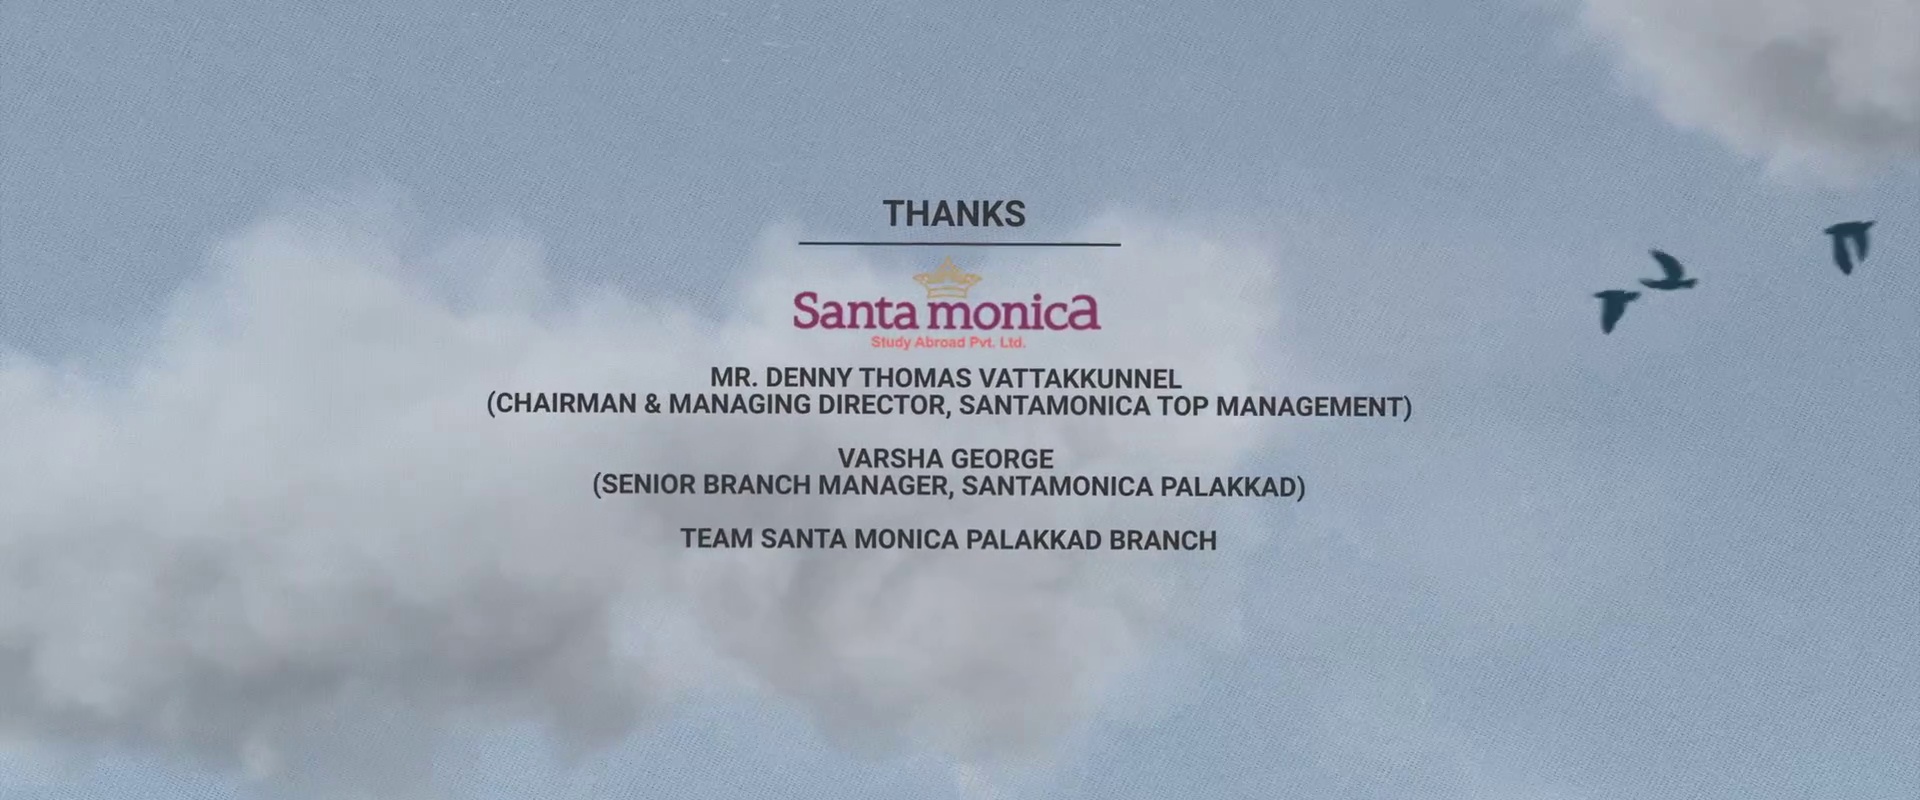 THANKS
Santa monica
Study Abroad Pvt. Ltd.
MR. DENNY THOMAS VATTAKKUNNEL
(CHAIRMAN & MANAGING DIRECTOR, SANTAMONICA TOP MANAGEMENT)
VARSHA GEORGE
(SENIOR BRANCH MANAGER, SANTAMONICA PALAKKAD)
TEAM SANTA MONICA PALAKKAD BRANCH